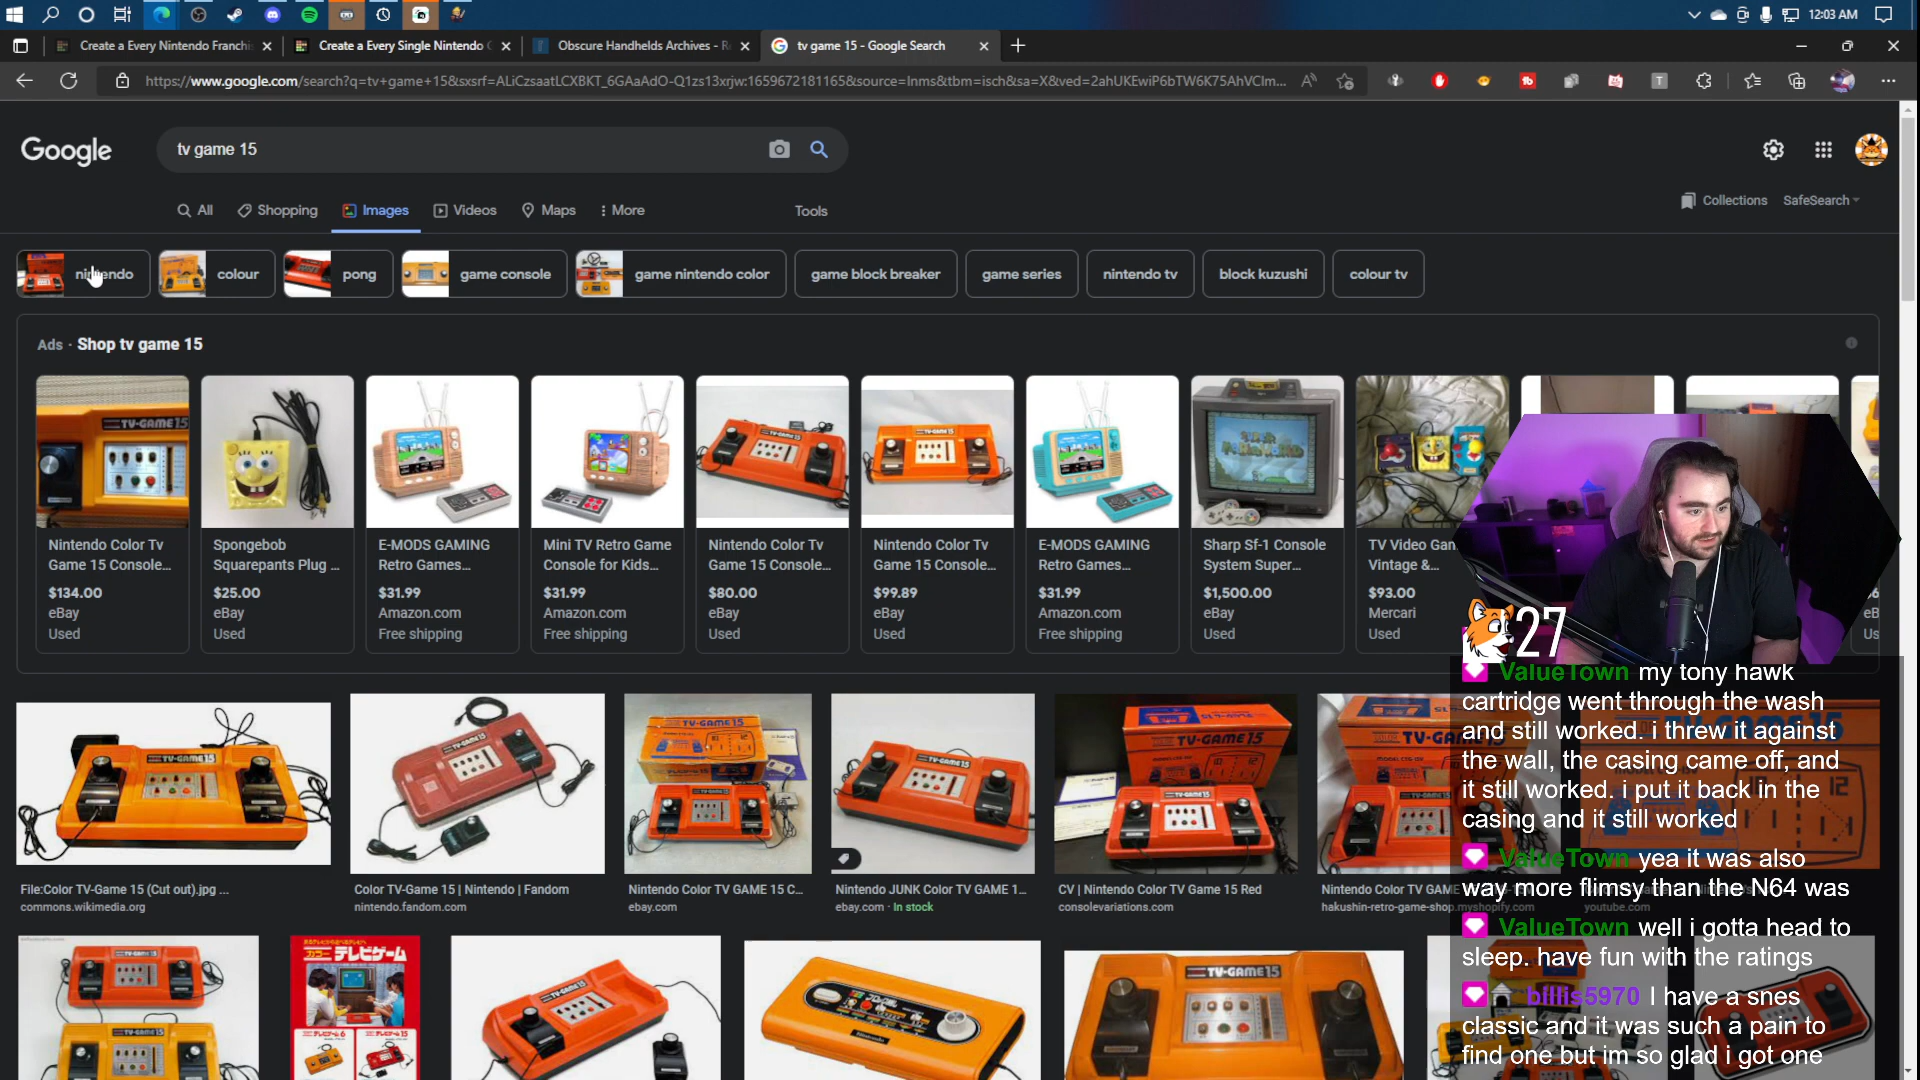 12:03 AM
Create a Every Nintendo Franchi
Create a Every Single Nintendo
Obscure Handhelds Archives - R
tv game 15 - Google Search
https://www.google.com/search?q=tv+game+15&sxsrf=ALiCzsaatLCXBKT_6GAaAdO-Q1zs13xrjw:1659672181165&source=lnms&tbm=isch&sa=X&ved=2ahUKEwiP6bTW6K75AhVClm...
Google
tv game 15
All
Shopping
Images
Videos
Maps
More
Tools
Collections
SafeSearch
nintendo
colour
pong
game console
game nintendo color
game block breaker
game series
nintendo tv
block kuzushi
colour tv
Ads · Shop tv game 15
Nintendo Color Tv
Game 15 Console...
$134.00
eBay
Used
Spongebob
Squarepants Plug ...
$25.00
eBay
Used
E-MODS GAMING
Retro Games...
$31.99
Amazon.com
Free shipping
Mini TV Retro Game
Console for Kids...
$31.99
Amazon.com
Free shipping
Nintendo Color Tv
Game 15 Console...
$80.00
eBay
Used
Nintendo Color Tv
Game 15 Console...
$99.89
eBay
Used
E-MODS GAMING
Retro Games...
$31.99
Amazon.com
Free shipping
Sharp Sf-1 Console
System Super...
$1,500.00
eBay
Used
TV Video Gam
Vintage &...
$93.00
Mercari
Used
27
File:Color TV-Game 15 (Cut out).jpg ...
commons.wikimedia.org
Color TV-Game 15 | Nintendo | Fandom
nintendo.fandom.com
Nintendo Color TV GAME 15 C...
ebay.com
Nintendo JUNK Color TV GAME 1...
ebay.com · In stock
CV | Nintendo Color TV Game 15 Red
consolevariations.com
Nintendo Color TV GAME
hakushin-retro-game-shop.myshopify.com
youtube.com
TV-GAME 15
カラー
テレビゲーム
ValueTown my tony hawk
cartridge went through the wash
and still worked. i threw it against
the wall, the casing came off, and
it still worked. i put it back in the
casing and it still worked
ValueTown yea it was also
way more flimsy than the N64 was
ValueTown well i gotta head to
sleep. have fun with the ratings
billis5970 I have a snes
classic and it was such a pain to
find one but im so glad i got one